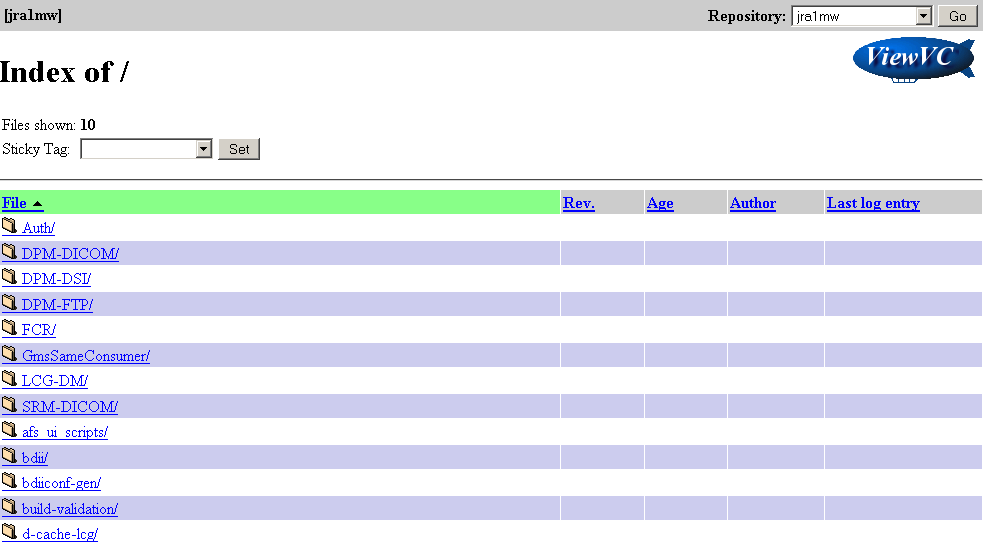 [jra1mw] Repository: jra1mw Go
ViewVC
Index of /
Files shown: 10
Sticky Tag: Set
File Rev. Age Author Last log entry
Auth/
DPM-DICOM/
DPM-DSI/
DPM-FTP/
FCR/
GmsSameConsumer/
LCG-DM/
SRM-DICOM/
afs_ui_scripts/
bdii/
bdiiconf-gen/
build-validation/
d-cache-lcg/